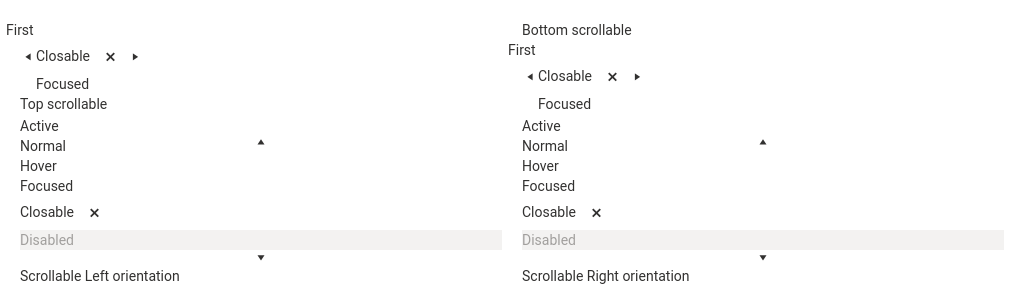 First
Closable
Focused
Top scrollable
Active
Normal
Hover
Focused
Closable
Disabled
Scrollable Left orientation
Bottom scrollable
First
Closable
Focused
Active
Normal
Hover
Focused
Closable
Disabled
Scrollable Right orientation